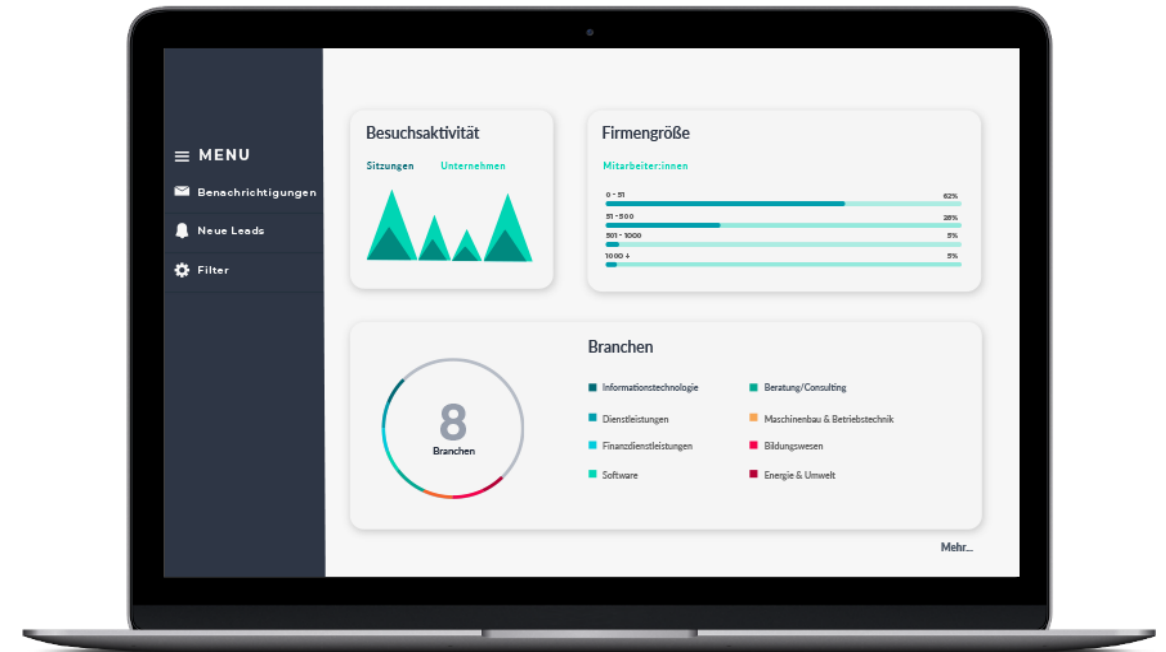 MENU
Benachrichtigungen
Neue Leads
Filter
Besuchsaktivität
Sitzungen Unternehmen
Firmengröße
Mitarbeiter:innen
0 - 51 62%
51 - 500 28%
501 - 1000 5%
1000 + 5%
8
Branchen
Branchen
Informationstechnologie Beratung/Consulting
Dienstleistungen Maschinenbau & Betriebstechnik
Finanzdienstleistungen Bildungswesen
Software Energie & Umwelt
Mehr...